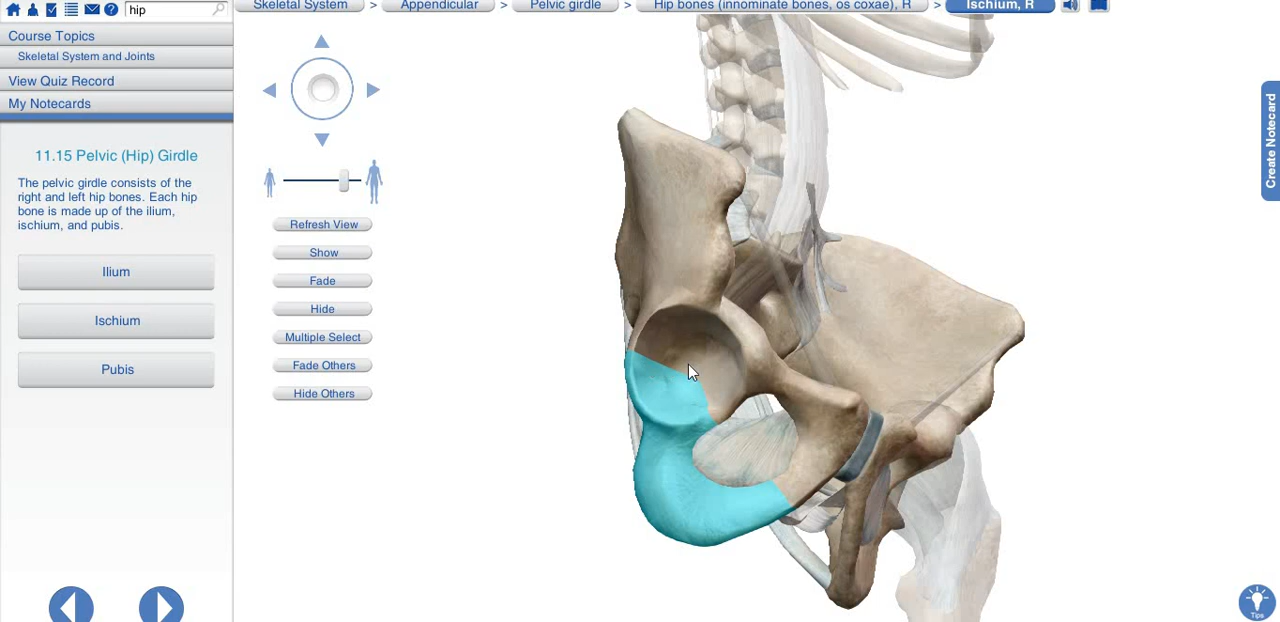 hip
Skeletal System > Appendicular > Pelvic girdle > Hip bones (innominate bones, os coxae), R > Ischium, R
Course Topics
Skeletal System and Joints
View Quiz Record
My Notecards
11.15 Pelvic (Hip) Girdle
The pelvic girdle consists of the
right and left hip bones. Each hip
bone is made up of the ilium,
ischium, and pubis.
Ilium
Ischium
Pubis
Refresh View
Show
Fade
Hide
Multiple Select
Fade Others
Hide Others
Create Notecard
Tips